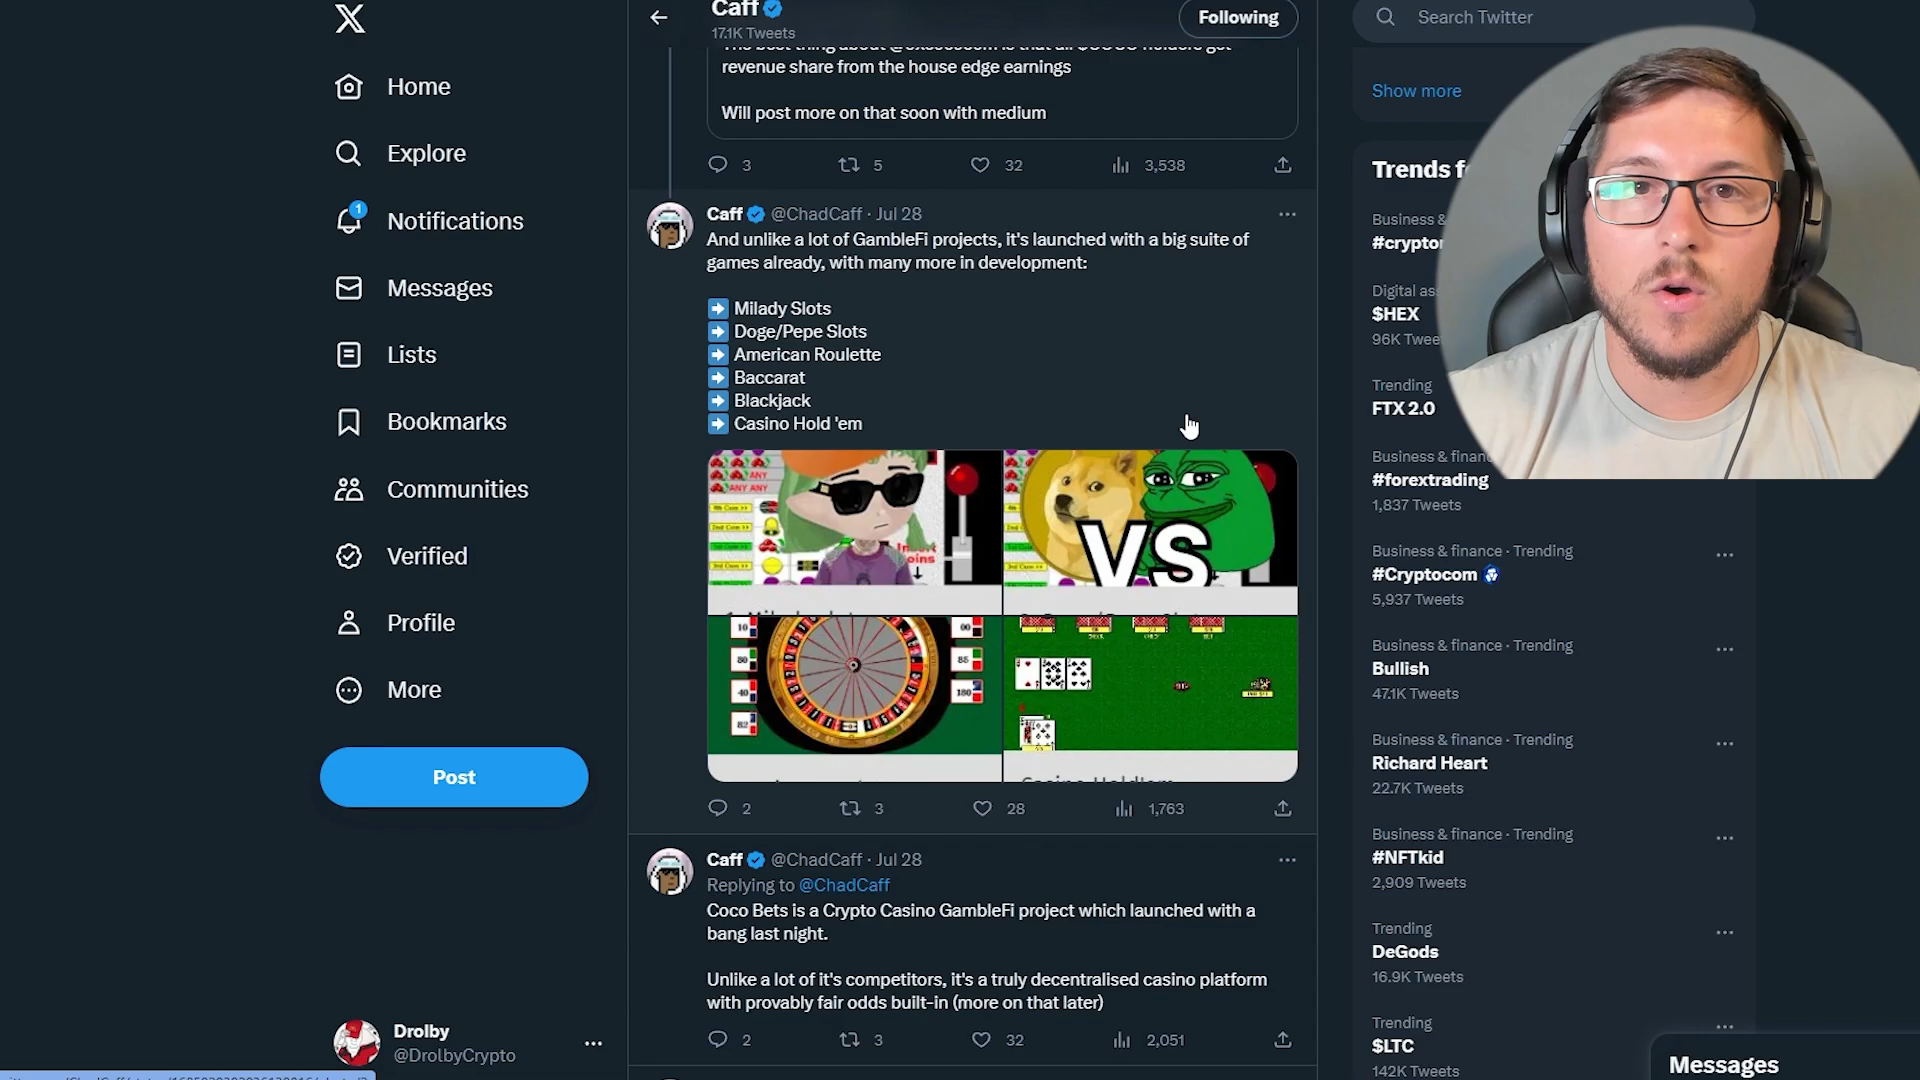 Home
Explore
1
Notifications
Messages
Lists
Bookmarks
Communities
Verified
Profile
More
Post
Drolby
@DrolbyCrypto
Caff
17.1K Tweets
Following
revenue share from the house edge earnings
Will post more on that soon with medium
3 5 32 3,538
Caff @ChadCaff · Jul 28
And unlike a lot of GambleFi projects, it's launched with a big suite of
games already, with many more in development:
Milady Slots
Doge/Pepe Slots
American Roulette
Baccarat
Blackjack
Casino Hold 'em
VS
2 3 28 1,763
Caff @ChadCaff · Jul 28
Replying to @ChadCaff
Coco Bets is a Crypto Casino GambleFi project which launched with a
bang last night.
Unlike a lot of it's competitors, it's a truly decentralised casino platform
with provably fair odds built-in (more on that later)
2 3 32 2,051
Search Twitter
Show more
Trends
Business &
#crypto
Digital
$HEX
96K
Trending
FTX 2.0
Business &
#forextrading
1,837 Tweets
Business & finance · Trending
#Cryptocom
5,937 Tweets
Business & finance · Trending
Bullish
47.1K Tweets
Business & finance · Trending
Richard Heart
22.7K Tweets
Business & finance · Trending
#NFTkid
2,909 Tweets
Trending
DeGods
16.9K Tweets
Trending
$LTC
142K Tweets
Messages